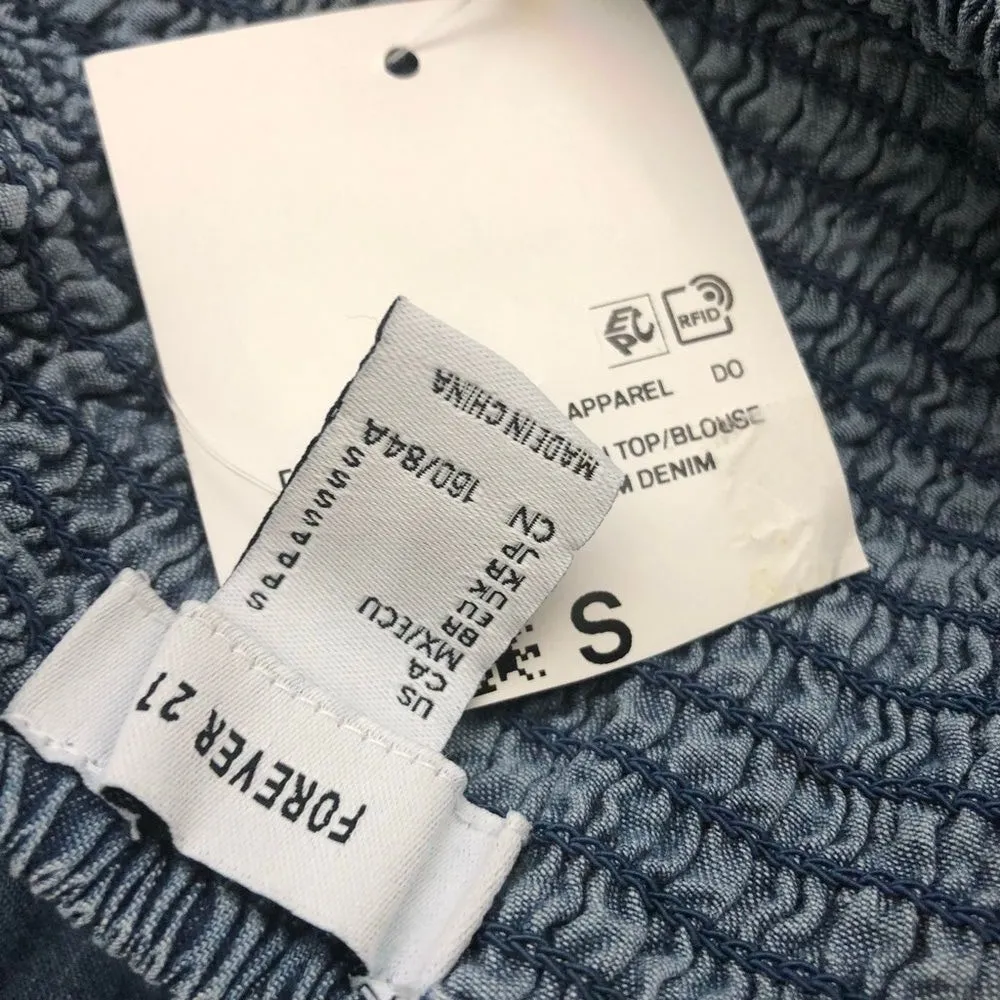 EPC
RFID
APPAREL DO
TOP/BLOUSE
M DENIM
S
FOREVER 21
US S
CA P
MX/ECU P
BR P
EU S
UK S
KR S
JP S
CN 160/84A
MADE IN CHINA